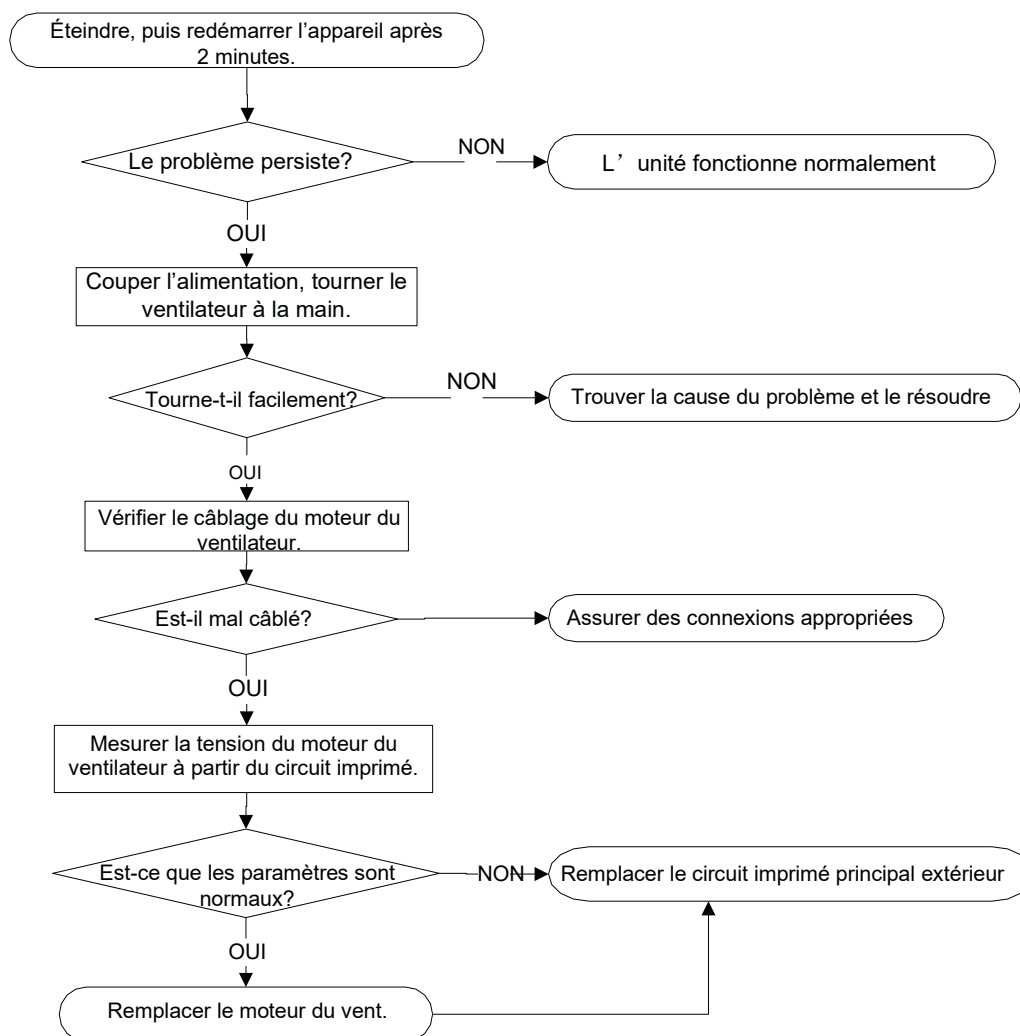 Éteindre, puis redémarrer l’appareil après
2 minutes.
Le problème persiste?
NON
L’ unité fonctionne normalement
OUI
Couper l’alimentation, tourner le
ventilateur à la main.
Tourne-t-il facilement?
NON
Trouver la cause du problème et le résoudre
OUI
Vérifier le câblage du moteur du
ventilateur.
Est-il mal câblé?
Assurer des connexions appropriées
OUI
Mesurer la tension du moteur du
ventilateur à partir du circuit imprimé.
Est-ce que les paramètres sont
normaux?
NON
Remplacer le circuit imprimé principal extérieur
OUI
Remplacer le moteur du vent.